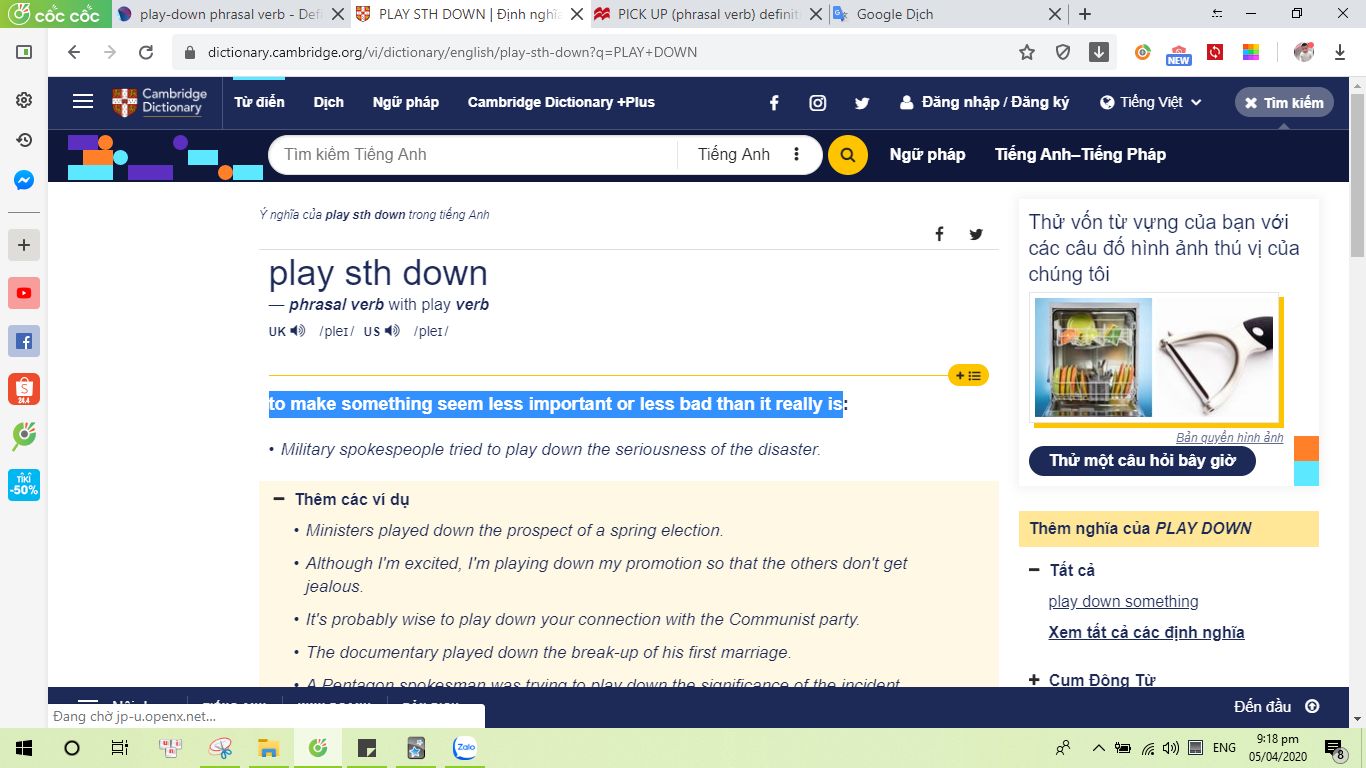 cốc cốc
play-down phrasal verb - Defi
PLAY STH DOWN | Định nghĩa
PICK UP (phrasal verb) definiti
Google Dịch
dictionary.cambridge.org/vi/dictionary/english/play-sth-down?q=PLAY+DOWN
NEW
Cambridge
Dictionary
Từ điển
Dịch
Ngữ pháp
Cambridge Dictionary +Plus
Đăng nhập / Đăng ký
Tiếng Việt
Tìm kiếm
Tìm kiếm Tiếng Anh
Tiếng Anh
Ngữ pháp
Tiếng Anh–Tiếng Pháp
Ý nghĩa của play sth down trong tiếng Anh
play sth down
— phrasal verb with play verb
UK /pleɪ/ US /pleɪ/
to make something seem less important or less bad than it really is:
• Military spokespeople tried to play down the seriousness of the disaster.
Thêm các ví dụ
• Ministers played down the prospect of a spring election.
• Although I'm excited, I'm playing down my promotion so that the others don't get
jealous.
• It's probably wise to play down your connection with the Communist party.
• The documentary played down the break-up of his first marriage.
• A Pentagon spokesman was trying to play down the significance of the incident.
Thử vốn từ vựng của bạn với
các câu đố hình ảnh thú vị của
chúng tôi
Bản quyền hình ảnh
Thử một câu hỏi bây giờ
Thêm nghĩa của PLAY DOWN
Tất cả
play down something
Xem tất cả các định nghĩa
Cụm Động Từ
Đến đầu
S
24.4
TIKI
-50%
Đang chờ jp-u.openx.net...
Zalo
ENG
9:18 pm
05/04/2020
8